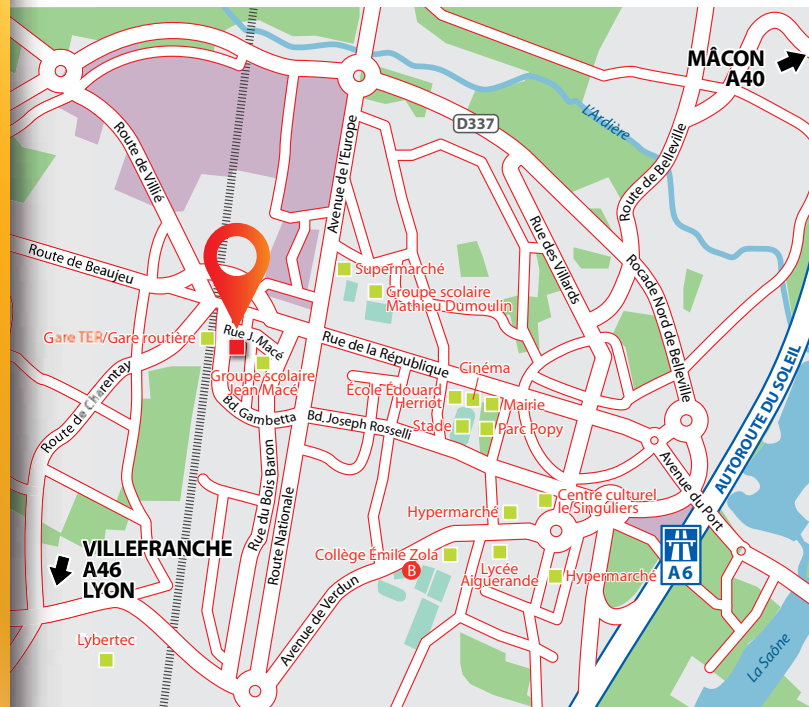 MÂCON
A40
D337
L'Ardière
Route de Villié
Avenue de l'Europe
Route de Belleville
Rue des Villards
Route de Beaujeu
Rocade Nord de Belleville
Supermarché
Groupe scolaire
Mathieu Dumoulin
Gare TER/Gare routière
Rue J. Macé
Rue de la République
Groupe scolaire
Jean Macé
Cinéma
École Édouard
Herriot
Mairie
Stade
Parc Popy
Route de Charentay
Bd. Gambetta
Bd. Joseph Rosselli
AUTOROUTE DU SOLEIL
Rue du Bois Baron
Route Nationale
Avenue du Port
Centre culturel
le Singuliers
Hypermarché
VILLEFRANCHE
A46
LYON
Collège Émile Zola
B
Lycée
Aiguerande
Hypermarché
A6
Avenue de Verdun
Lybertec
La Saône